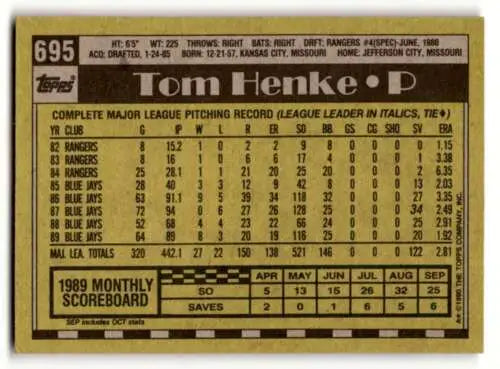 695
HT: 6'5" WT: 225 THROWS: RIGHT BATS: RIGHT DRFT: RANGERS #4(SPEC)-JUNE, 1980
ACQ: DRAFTED, 1-24-85 BORN: 12-21-57, KANSAS CITY, MISSOURI HOME: JEFFERSON CITY, MISSOURI
TOPPS
Tom Henke • P
COMPLETE MAJOR LEAGUE PITCHING RECORD (LEAGUE LEADER IN ITALICS, TIE♦)
YR CLUB G IP W L R ER SO BB GS CG SHO SV ERA
82 RANGERS 8 15.2 1 0 2 2 9 8 0 0 0 0 1.15
83 RANGERS 8 16 1 0 6 6 17 4 0 0 0 1 3.38
84 RANGERS 25 28.1 1 1 21 20 25 20 0 0 0 2 6.35
85 BLUE JAYS 28 40 3 3 12 9 42 8 0 0 0 13 2.03
86 BLUE JAYS 63 91.1 9 5 39 34 118 32 0 0 0 27 3.35
87 BLUE JAYS 72 94 0 6 27 26 128 25 0 0 0 34 2.49
88 BLUE JAYS 52 68 4 4 23 22 66 24 0 0 0 25 2.91
89 BLUE JAYS 64 89 8 3 20 19 116 25 0 0 0 20 1.92
MAJ. LEA. TOTALS 320 442.1 27 22 150 138 521 146 0 0 0 122 2.81
1989 MONTHLY SCOREBOARD
APR MAY JUN JUL AUG SEP
SO 5 13 15 26 32 25
SAVES 2 0 1 6 5 6
SEP includes OCT stats
A* © 1990 THE TOPPS COMPANY, INC.